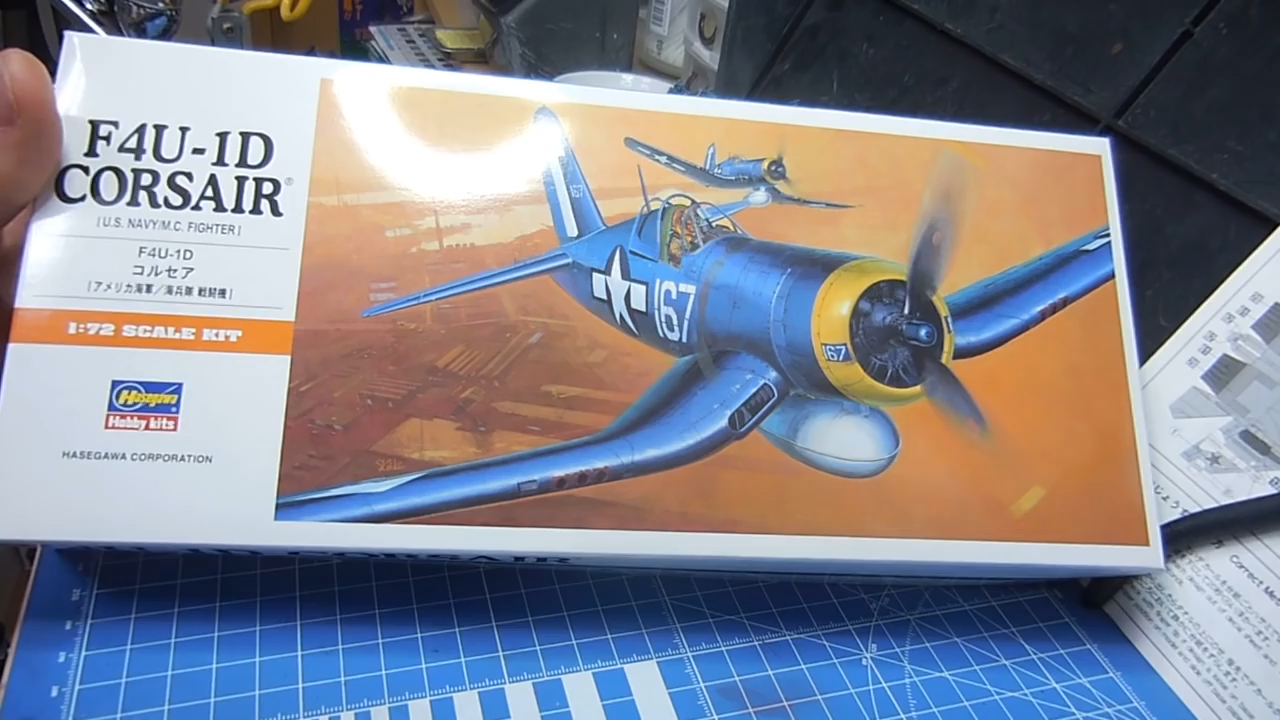 F4U-1D
CORSAIR®
[U.S. NAVY/M.C. FIGHTER]
F4U-1D
コルセア
[アメリカ海軍/海兵隊 戦闘機]
1:72 SCALE KIT
Hasegawa
Hobby kits
HASEGAWA CORPORATION
167
167
167
Correct